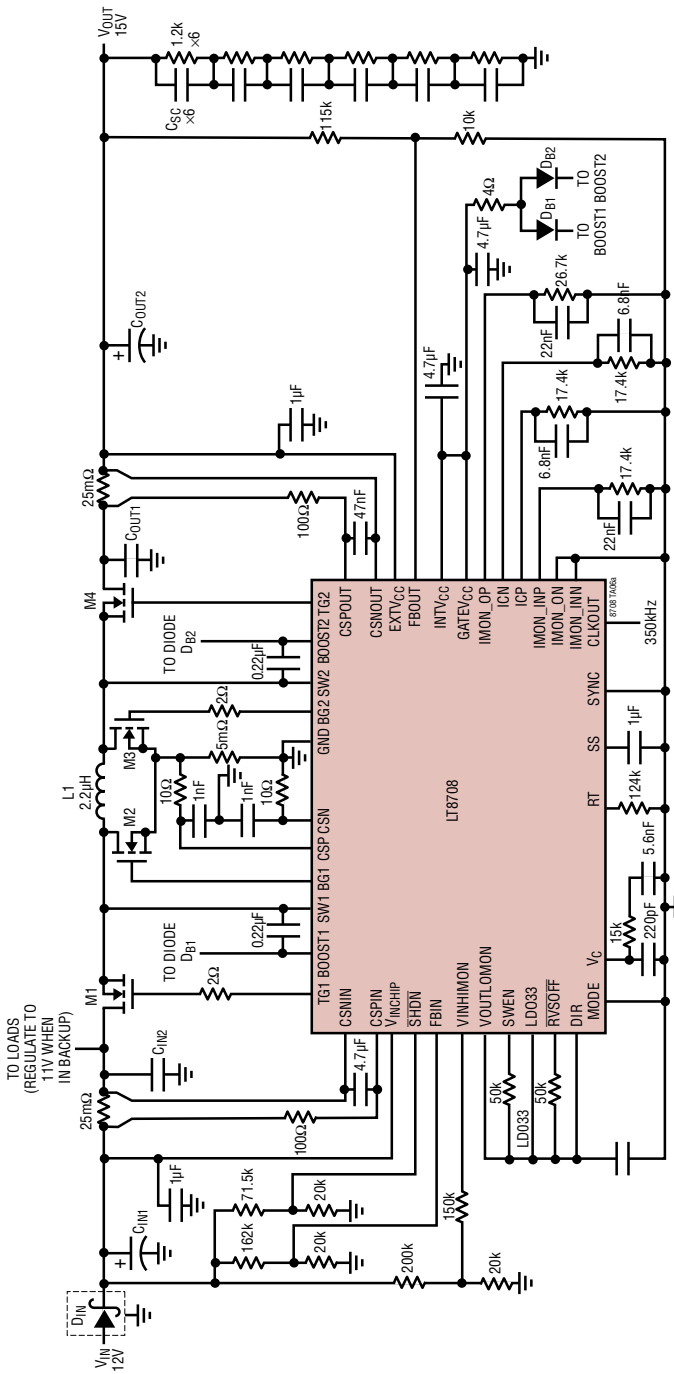 VIN
12V
DIN
CIN1
+
1µF
25mΩ
CIN2
TO LOADS
(REGULATE TO
11V WHEN
IN BACKUP)
M1
100Ω
4.7µF
2Ω
TO DIODE
DB1
0.22µF
M2
L1
2.2µH
M3
10Ω
1nF
1nF
10Ω
5mΩ
2Ω
TO DIODE
DB2
0.22µF
M4
COUT1
25mΩ
100Ω
47nF
1µF
+
COUT2
VOUT
15V
CSC
×6
1.2k
×6
115k
10k
162k
20k
71.5k
20k
200k
20k
150k
50k
LDO33
50k
TG1 BOOST1 SW1 BG1 CSP CSN GND BG2 SW2 BOOST2 TG2
CSNIN
CSPIN
VINCHIP
SHDN
FBIN
VINHIMON
VOUTLOMON
SWEN
LDO33
RVSOFF
DIR
MODE
LT8708
CSPOUT
CSNOUT
EXTVCC
FBOUT
INTVCC
GATEVCC
IMON_OP
ICN
ICP
IMON_INP
IMON_ON
IMON_INN
CLKOUT
VC RT SS SYNC
8708 TA06a
4.7µF
4.7µF
4Ω
DB1
DB2
TO
BOOST1
TO
BOOST2
22nF
26.7k
17.4k
6.8nF
6.8nF
17.4k
22nF
17.4k
350kHz
15k
220pF
5.6nF
124k
1µF